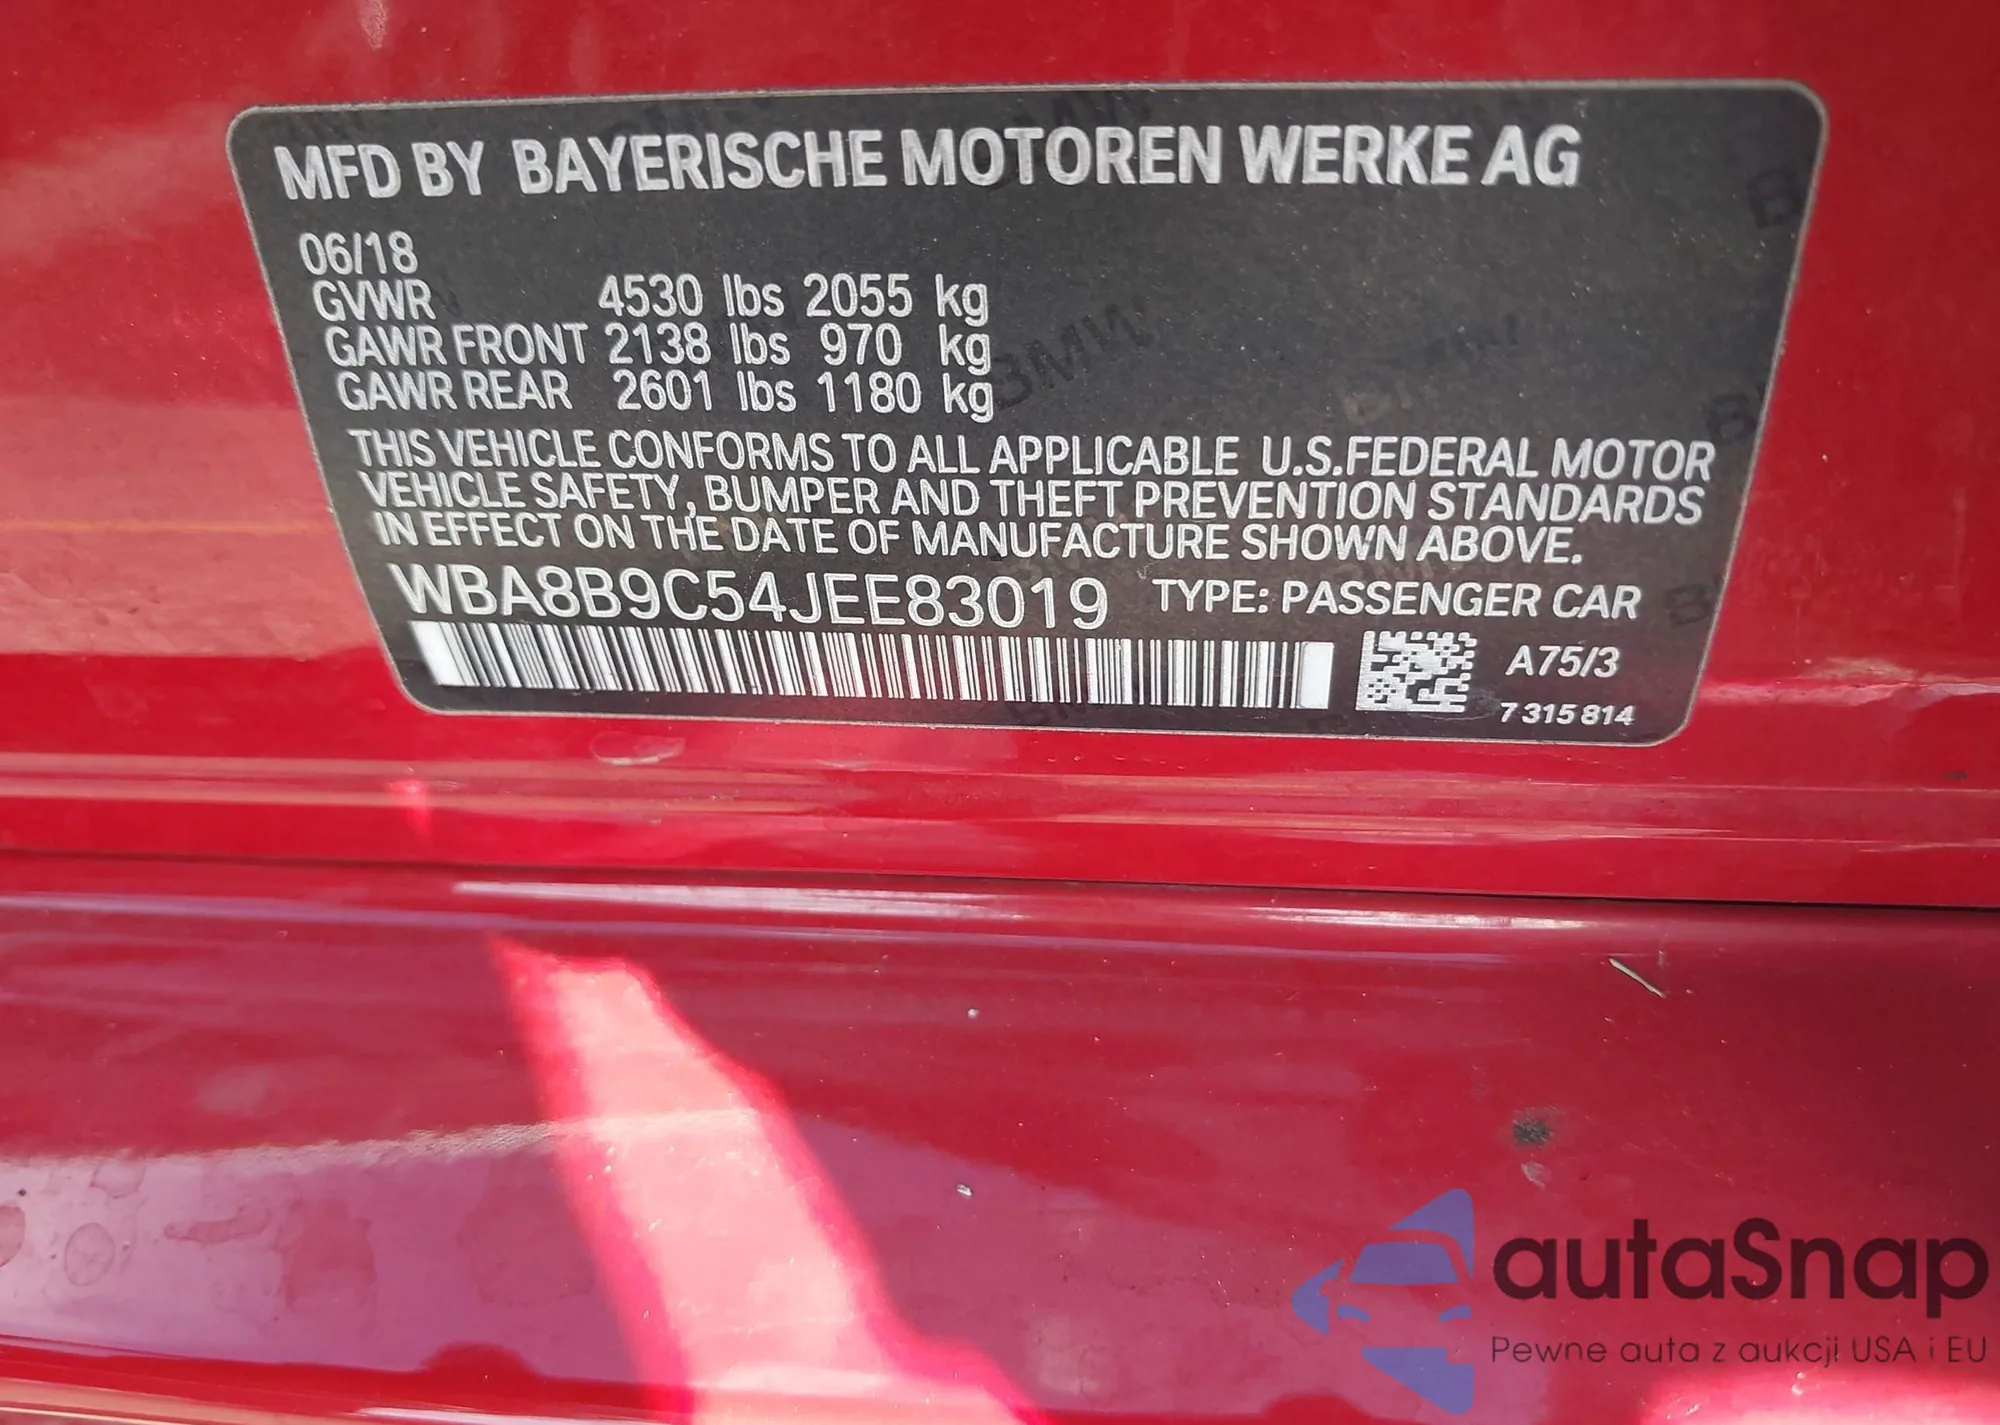 MFD BY BAYERISCHE MOTOREN WERKE AG
06/18
GVWR 4530 lbs 2055 kg
GAWR FRONT 2138 lbs 970 kg
GAWR REAR 2601 lbs 1180 kg
THIS VEHICLE CONFORMS TO ALL APPLICABLE U.S.FEDERAL MOTOR
VEHICLE SAFETY, BUMPER AND THEFT PREVENTION STANDARDS
IN EFFECT ON THE DATE OF MANUFACTURE SHOWN ABOVE.
WBA8B9C54JEE83019 TYPE: PASSENGER CAR
A75/3
7 315 814
autaSnap
Pewne auta z aukcji USA i EU